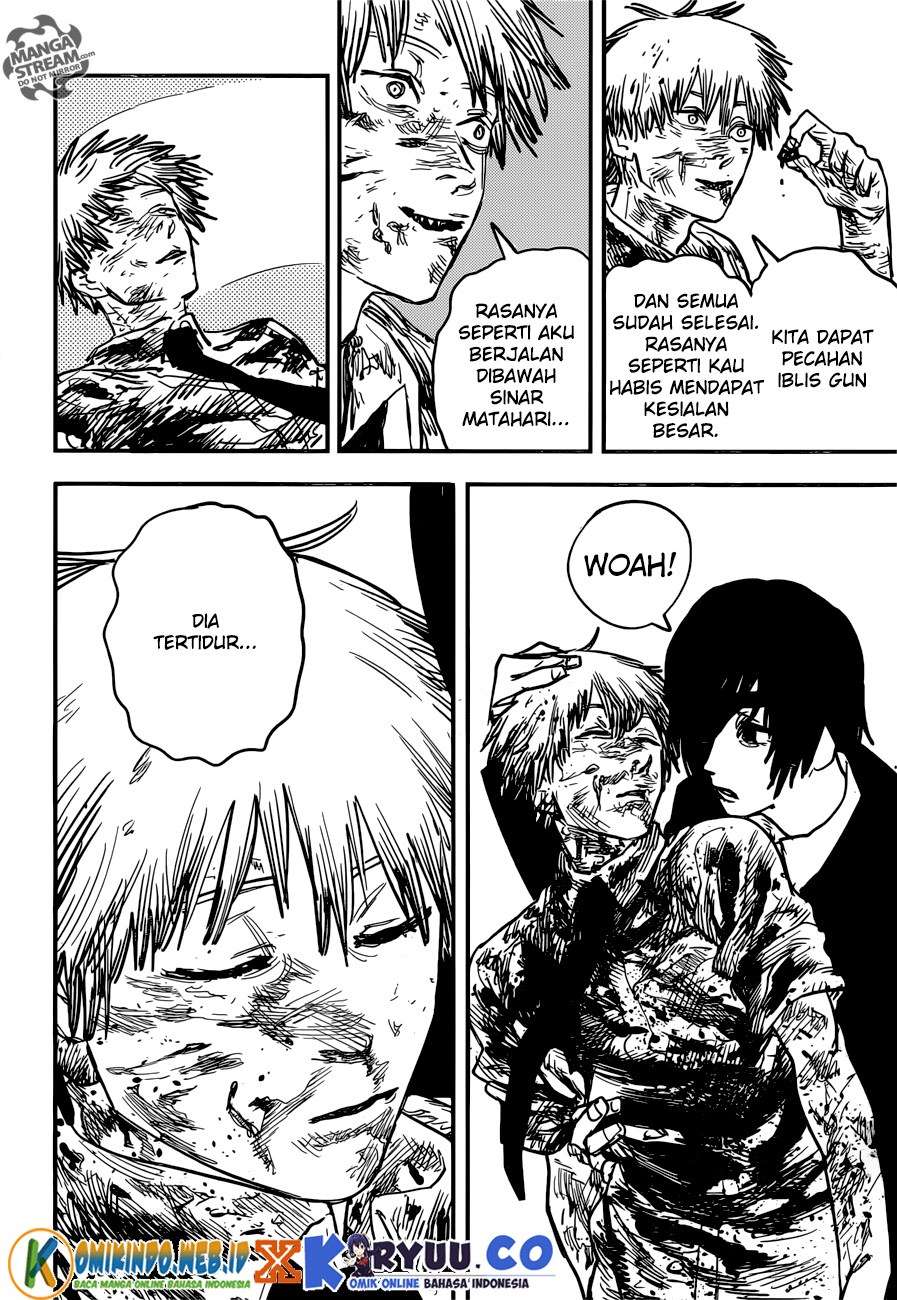 MANGA
STREAM.com
DO NOT MIRROR!
KITA DAPAT
PECAHAN
IBLIS GUN
DAN SEMUA
SUDAH SELESAI.
RASANYA
SEPERTI KAU
HABIS MENDAPAT
KESIALAN
BESAR.
RASANYA
SEPERTI AKU
BERJALAN
DIBAWAH
SINAR
MATAHARI...
WOAH!
DIA
TERTIDUR...
KOMIKINDO.WEB.ID X KIRYUU.CO
BACA MANGA ONLINE BAHASA INDONESIA
KOMIK ONLINE BAHASA INDONESIA